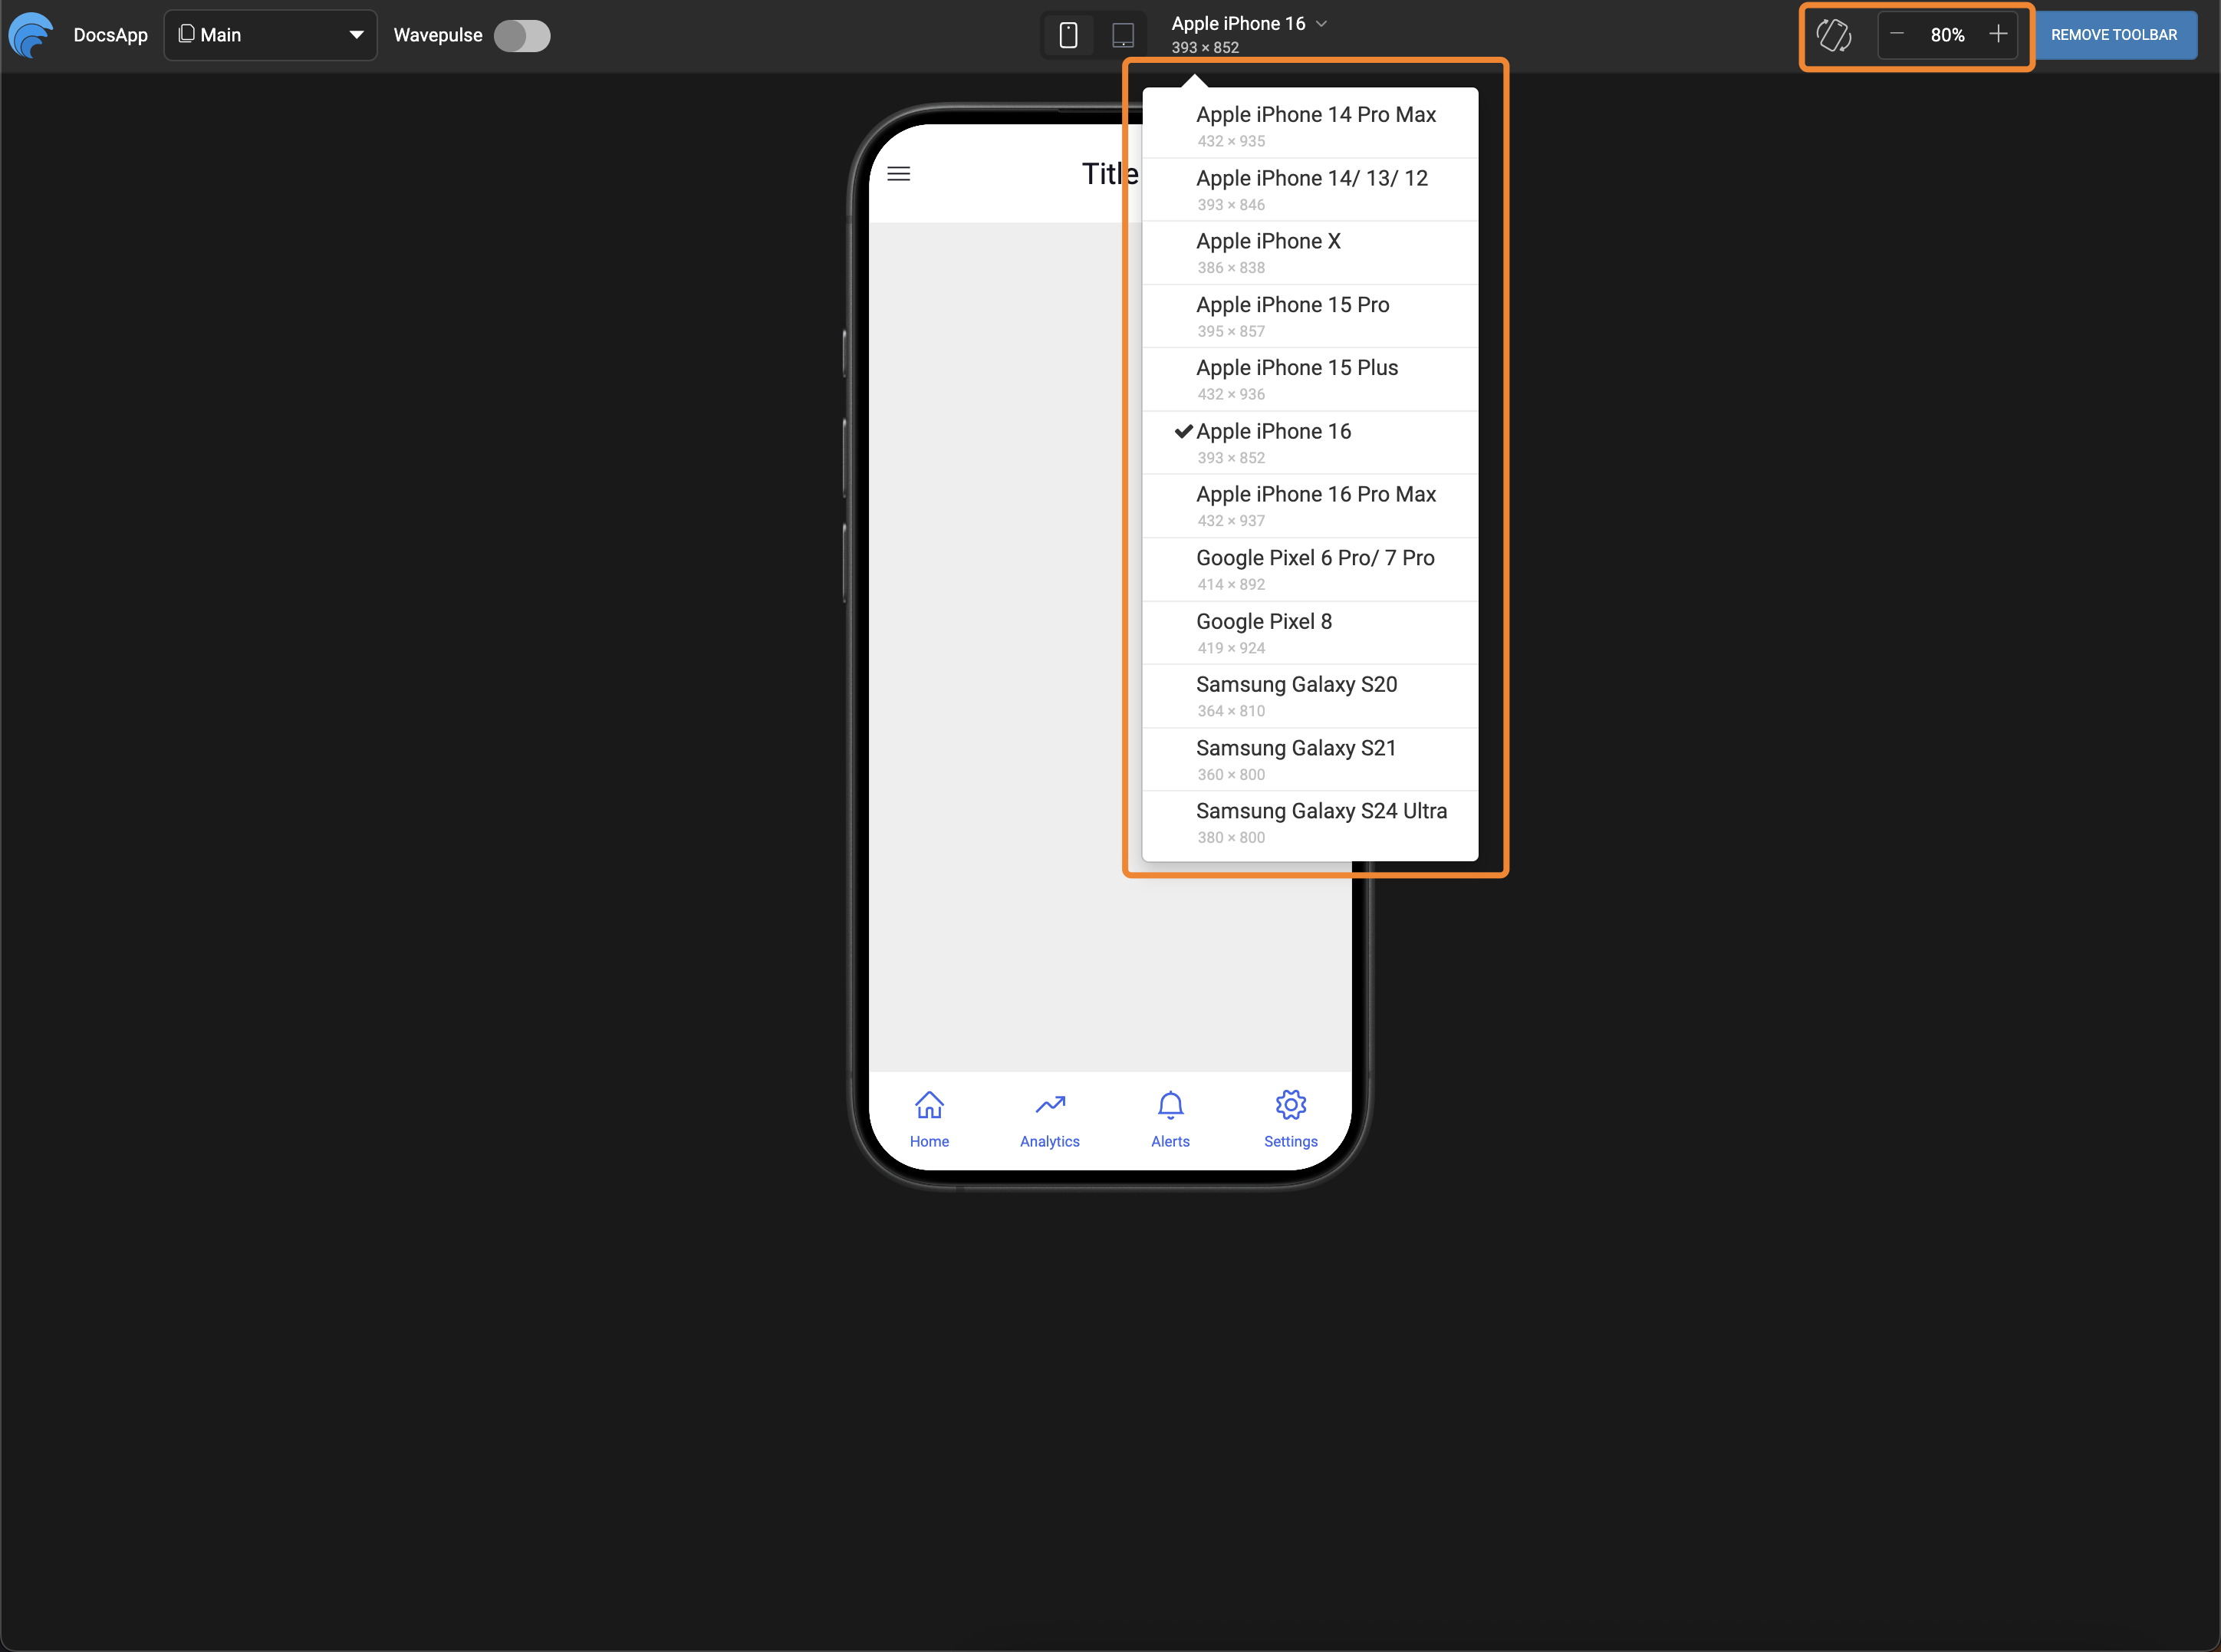 DocsApp
Main
Wavepulse
Apple iPhone 16
393 × 852
80%
REMOVE TOOLBAR
Title
Apple iPhone 14 Pro Max
432 × 935
Apple iPhone 14/ 13/ 12
393 × 846
Apple iPhone X
386 × 838
Apple iPhone 15 Pro
395 × 857
Apple iPhone 15 Plus
432 × 936
Apple iPhone 16
393 × 852
Apple iPhone 16 Pro Max
432 × 937
Google Pixel 6 Pro/ 7 Pro
414 × 892
Google Pixel 8
419 × 924
Samsung Galaxy S20
364 × 810
Samsung Galaxy S21
360 × 800
Samsung Galaxy S24 Ultra
380 × 800
Home
Analytics
Alerts
Settings